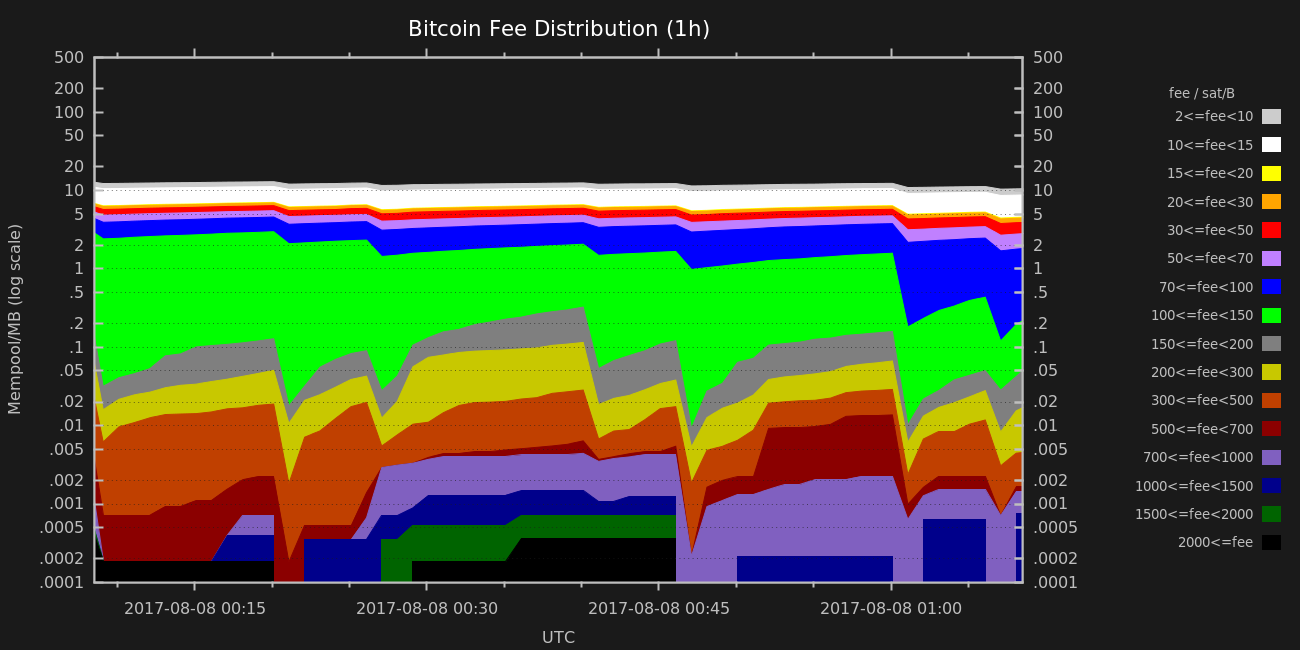 Bitcoin Fee Distribution (1h)
Mempool/MB (log scale)
500
200
100
50
20
10
5
2
1
.5
.2
.1
.05
.02
.01
.005
.002
.001
.0005
.0002
.0001
500
200
100
50
20
10
5
2
1
.5
.2
.1
.05
.02
.01
.005
.002
.001
.0005
.0002
.0001
fee / sat/B
2<=fee<10
10<=fee<15
15<=fee<20
20<=fee<30
30<=fee<50
50<=fee<70
70<=fee<100
100<=fee<150
150<=fee<200
200<=fee<300
300<=fee<500
500<=fee<700
700<=fee<1000
1000<=fee<1500
1500<=fee<2000
2000<=fee
2017-08-08 00:15 2017-08-08 00:30 2017-08-08 00:45 2017-08-08 01:00
UTC